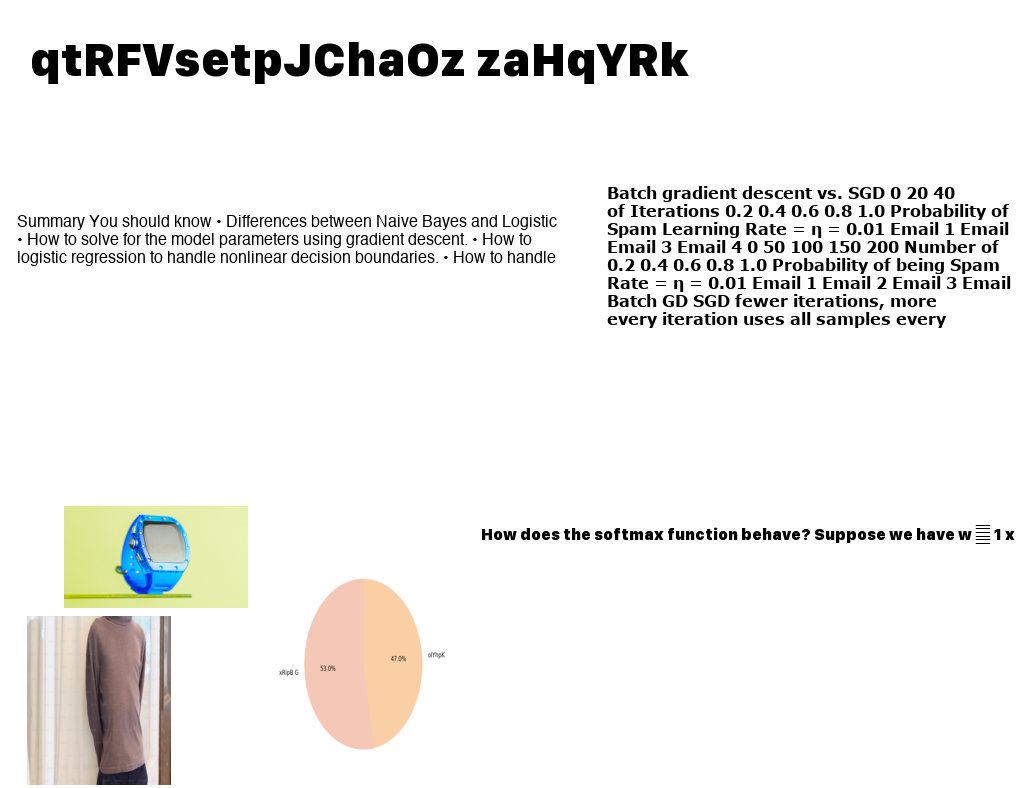 qtRFVsetpJChaOz zaHqYRk
Summary You should know • Differences between Naive Bayes and Logistic
• How to solve for the model parameters using gradient descent. • How to
logistic regression to handle nonlinear decision boundaries. • How to handle
Batch gradient descent vs. SGD 0 20 40
of Iterations 0.2 0.4 0.6 0.8 1.0 Probability of
Spam Learning Rate = η = 0.01 Email 1 Email
Email 3 Email 4 0 50 100 150 200 Number of
0.2 0.4 0.6 0.8 1.0 Probability of being Spam
Rate = η = 0.01 Email 1 Email 2 Email 3 Email
Batch GD SGD fewer iterations, more
every iteration uses all samples every
How does the softmax function behave? Suppose we have w 1 x
53.0%
47.0%
xRipB G